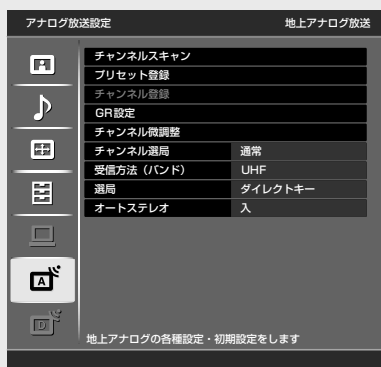 アナログ放送設定 地上アナログ放送
チャンネルスキャン
プリセット登録
チャンネル登録
GR設定
チャンネル微調整
チャンネル選局 通常
受信方法（バンド） UHF
選局 ダイレクトキー
オートステレオ 入
A
D
地上アナログの各種設定・初期設定をします